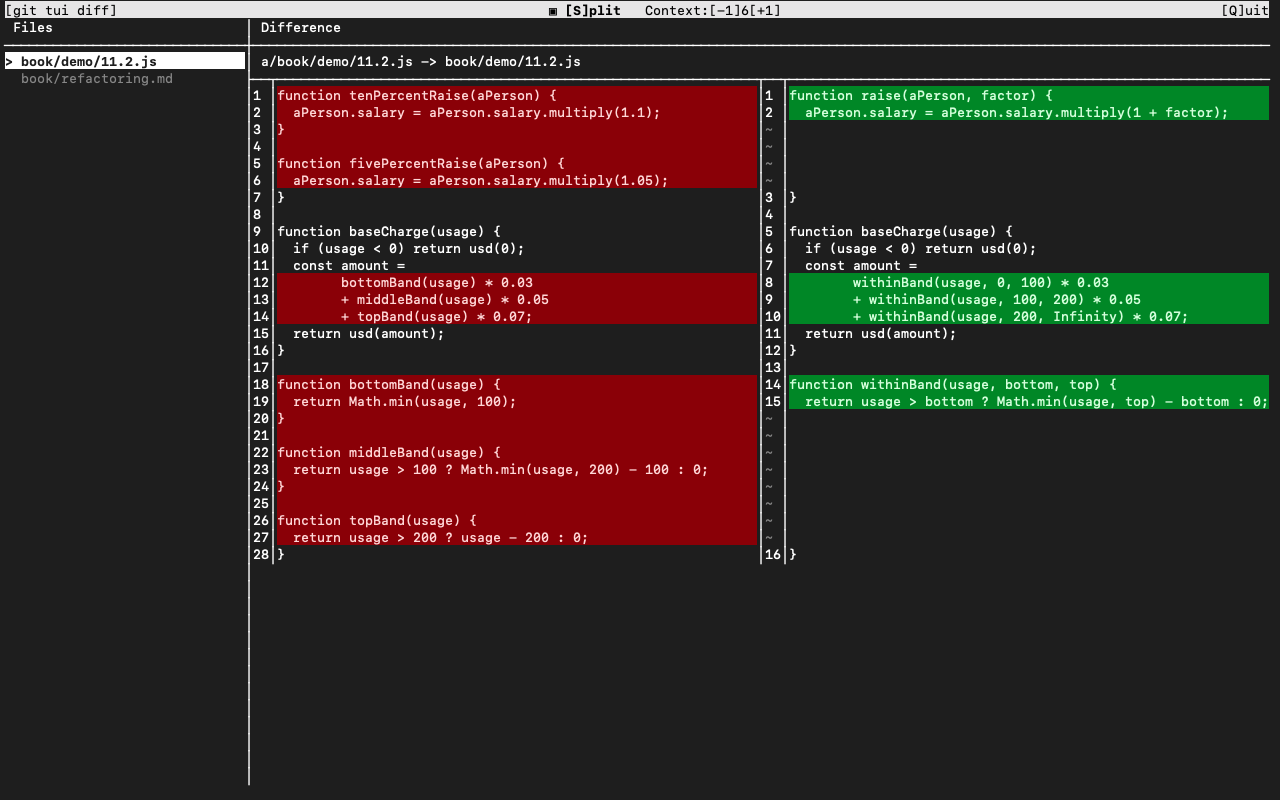 [git tui diff] ▣ [S]plit Context:[-1]6[+1] [Q]uit
Files
> book/demo/11.2.js
book/refactoring.md
Difference
a/book/demo/11.2.js -> book/demo/11.2.js
1 function tenPercentRaise(aPerson) {
2   aPerson.salary = aPerson.salary.multiply(1.1);
3 }
4
5 function fivePercentRaise(aPerson) {
6   aPerson.salary = aPerson.salary.multiply(1.05);
7 }
8
9 function baseCharge(usage) {
10   if (usage < 0) return usd(0);
11   const amount =
12         bottomBand(usage) * 0.03
13         + middleBand(usage) * 0.05
14         + topBand(usage) * 0.07;
15   return usd(amount);
16 }
17
18 function bottomBand(usage) {
19   return Math.min(usage, 100);
20 }
21
22 function middleBand(usage) {
23   return usage > 100 ? Math.min(usage, 200) - 100 : 0;
24 }
25
26 function topBand(usage) {
27   return usage > 200 ? usage - 200 : 0;
28 }
1 function raise(aPerson, factor) {
2   aPerson.salary = aPerson.salary.multiply(1 + factor);
~
~
~
~
3 }
4
5 function baseCharge(usage) {
6   if (usage < 0) return usd(0);
7   const amount =
8         withinBand(usage, 0, 100) * 0.03
9         + withinBand(usage, 100, 200) * 0.05
10         + withinBand(usage, 200, Infinity) * 0.07;
11   return usd(amount);
12 }
13
14 function withinBand(usage, bottom, top) {
15   return usage > bottom ? Math.min(usage, top) - bottom : 0;
~
~
~
~
~
~
~
~
16 }